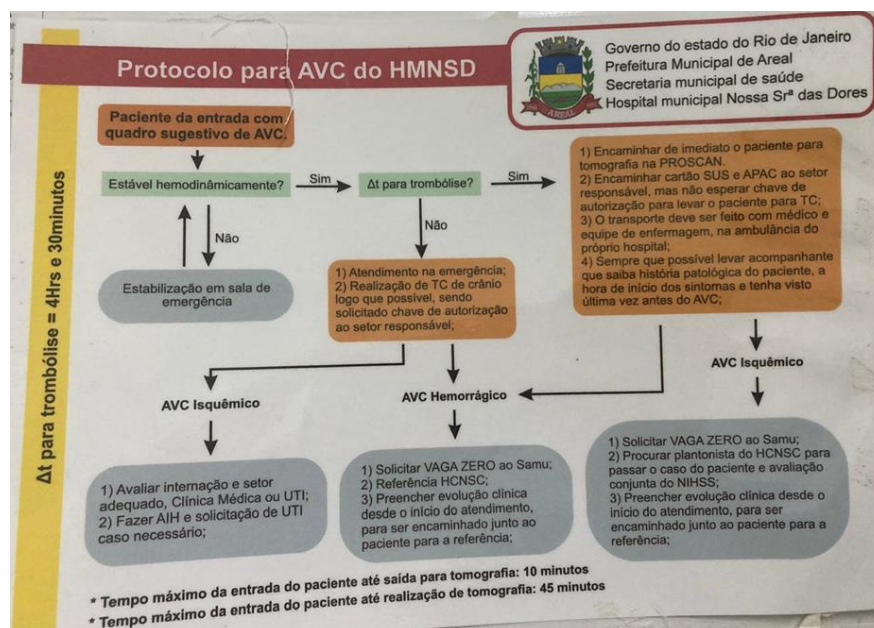 Protocolo para AVC do HMNSD
Governo do estado do Rio de Janeiro
Prefeitura Municipal de Areal
Secretaria municipal de saúde
Hospital municipal Nossa Srª das Dores
AREAL
Δt para trombólise = 4Hrs e 30minutos
Paciente da entrada com
quadro sugestivo de AVC.
Estável hemodinâmicamente?
Sim
Não
Estabilização em sala de
emergência
Δt para trombólise?
Sim
Não
1) Encaminhar de imediato o paciente para
tomografia na PROSCAN.
2) Encaminhar cartão SUS e APAC ao setor
responsável, mas não esperar chave de
autorização para levar o paciente para TC;
3) O transporte deve ser feito com médico e
equipe de enfermagem, na ambulância do
próprio hospital;
4) Sempre que possível levar acompanhante
que saiba história patológica do paciente, a
hora de início dos sintomas e tenha visto
última vez antes do AVC;
1) Atendimento na emergência;
2) Realização de TC de crânio
logo que possível, sendo
solicitado chave de autorização
ao setor responsável;
AVC Isquêmico
AVC Hemorrágico
AVC Isquêmico
1) Avaliar internação e setor
adequado, Clínica Médica ou UTI;
2) Fazer AIH e solicitação de UTI
caso necessário;
1) Solicitar VAGA ZERO ao Samu;
2) Referência HCNSC;
3) Preencher evolução clínica
desde o início do atendimento,
para ser encaminhado junto ao
paciente para a referência;
1) Solicitar VAGA ZERO ao Samu;
2) Procurar plantonista do HCNSC para
passar o caso do paciente e avaliação
conjunta do NIHSS;
3) Preencher evolução clínica desde o
início do atendimento, para ser
encaminhado junto ao paciente para a
referência;
* Tempo máximo da entrada do paciente até saída para tomografia: 10 minutos
* Tempo máximo da entrada do paciente até realização de tomografia: 45 minutos